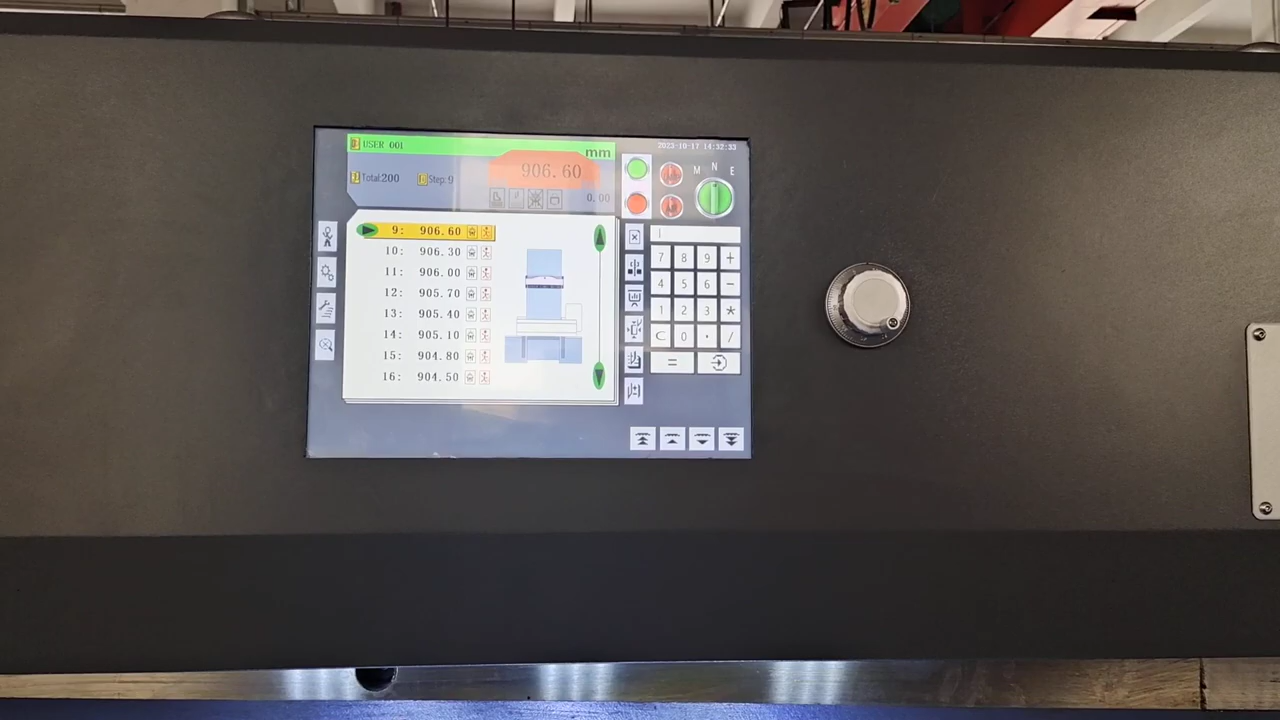 USER 001
mm
2023-10-17 14:32:33
906.60
Total:200
Step:9
0.00
M N E
9: 906.60
10: 906.30
11: 906.00
12: 905.70
13: 905.40
14: 905.10
15: 904.80
16: 904.50
7 8 9 +
4 5 6 -
1 2 3 *
C 0 . /
=